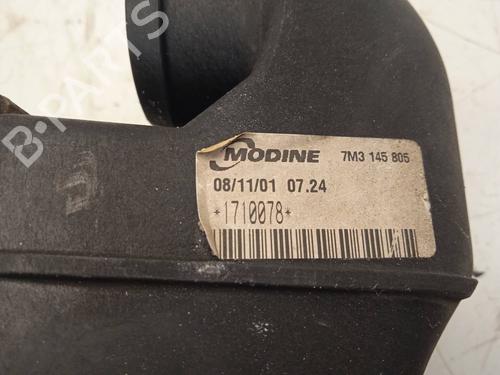 B-PARTS
MODINE 7M3 145 805
08/11/01 07.24
*1710078*